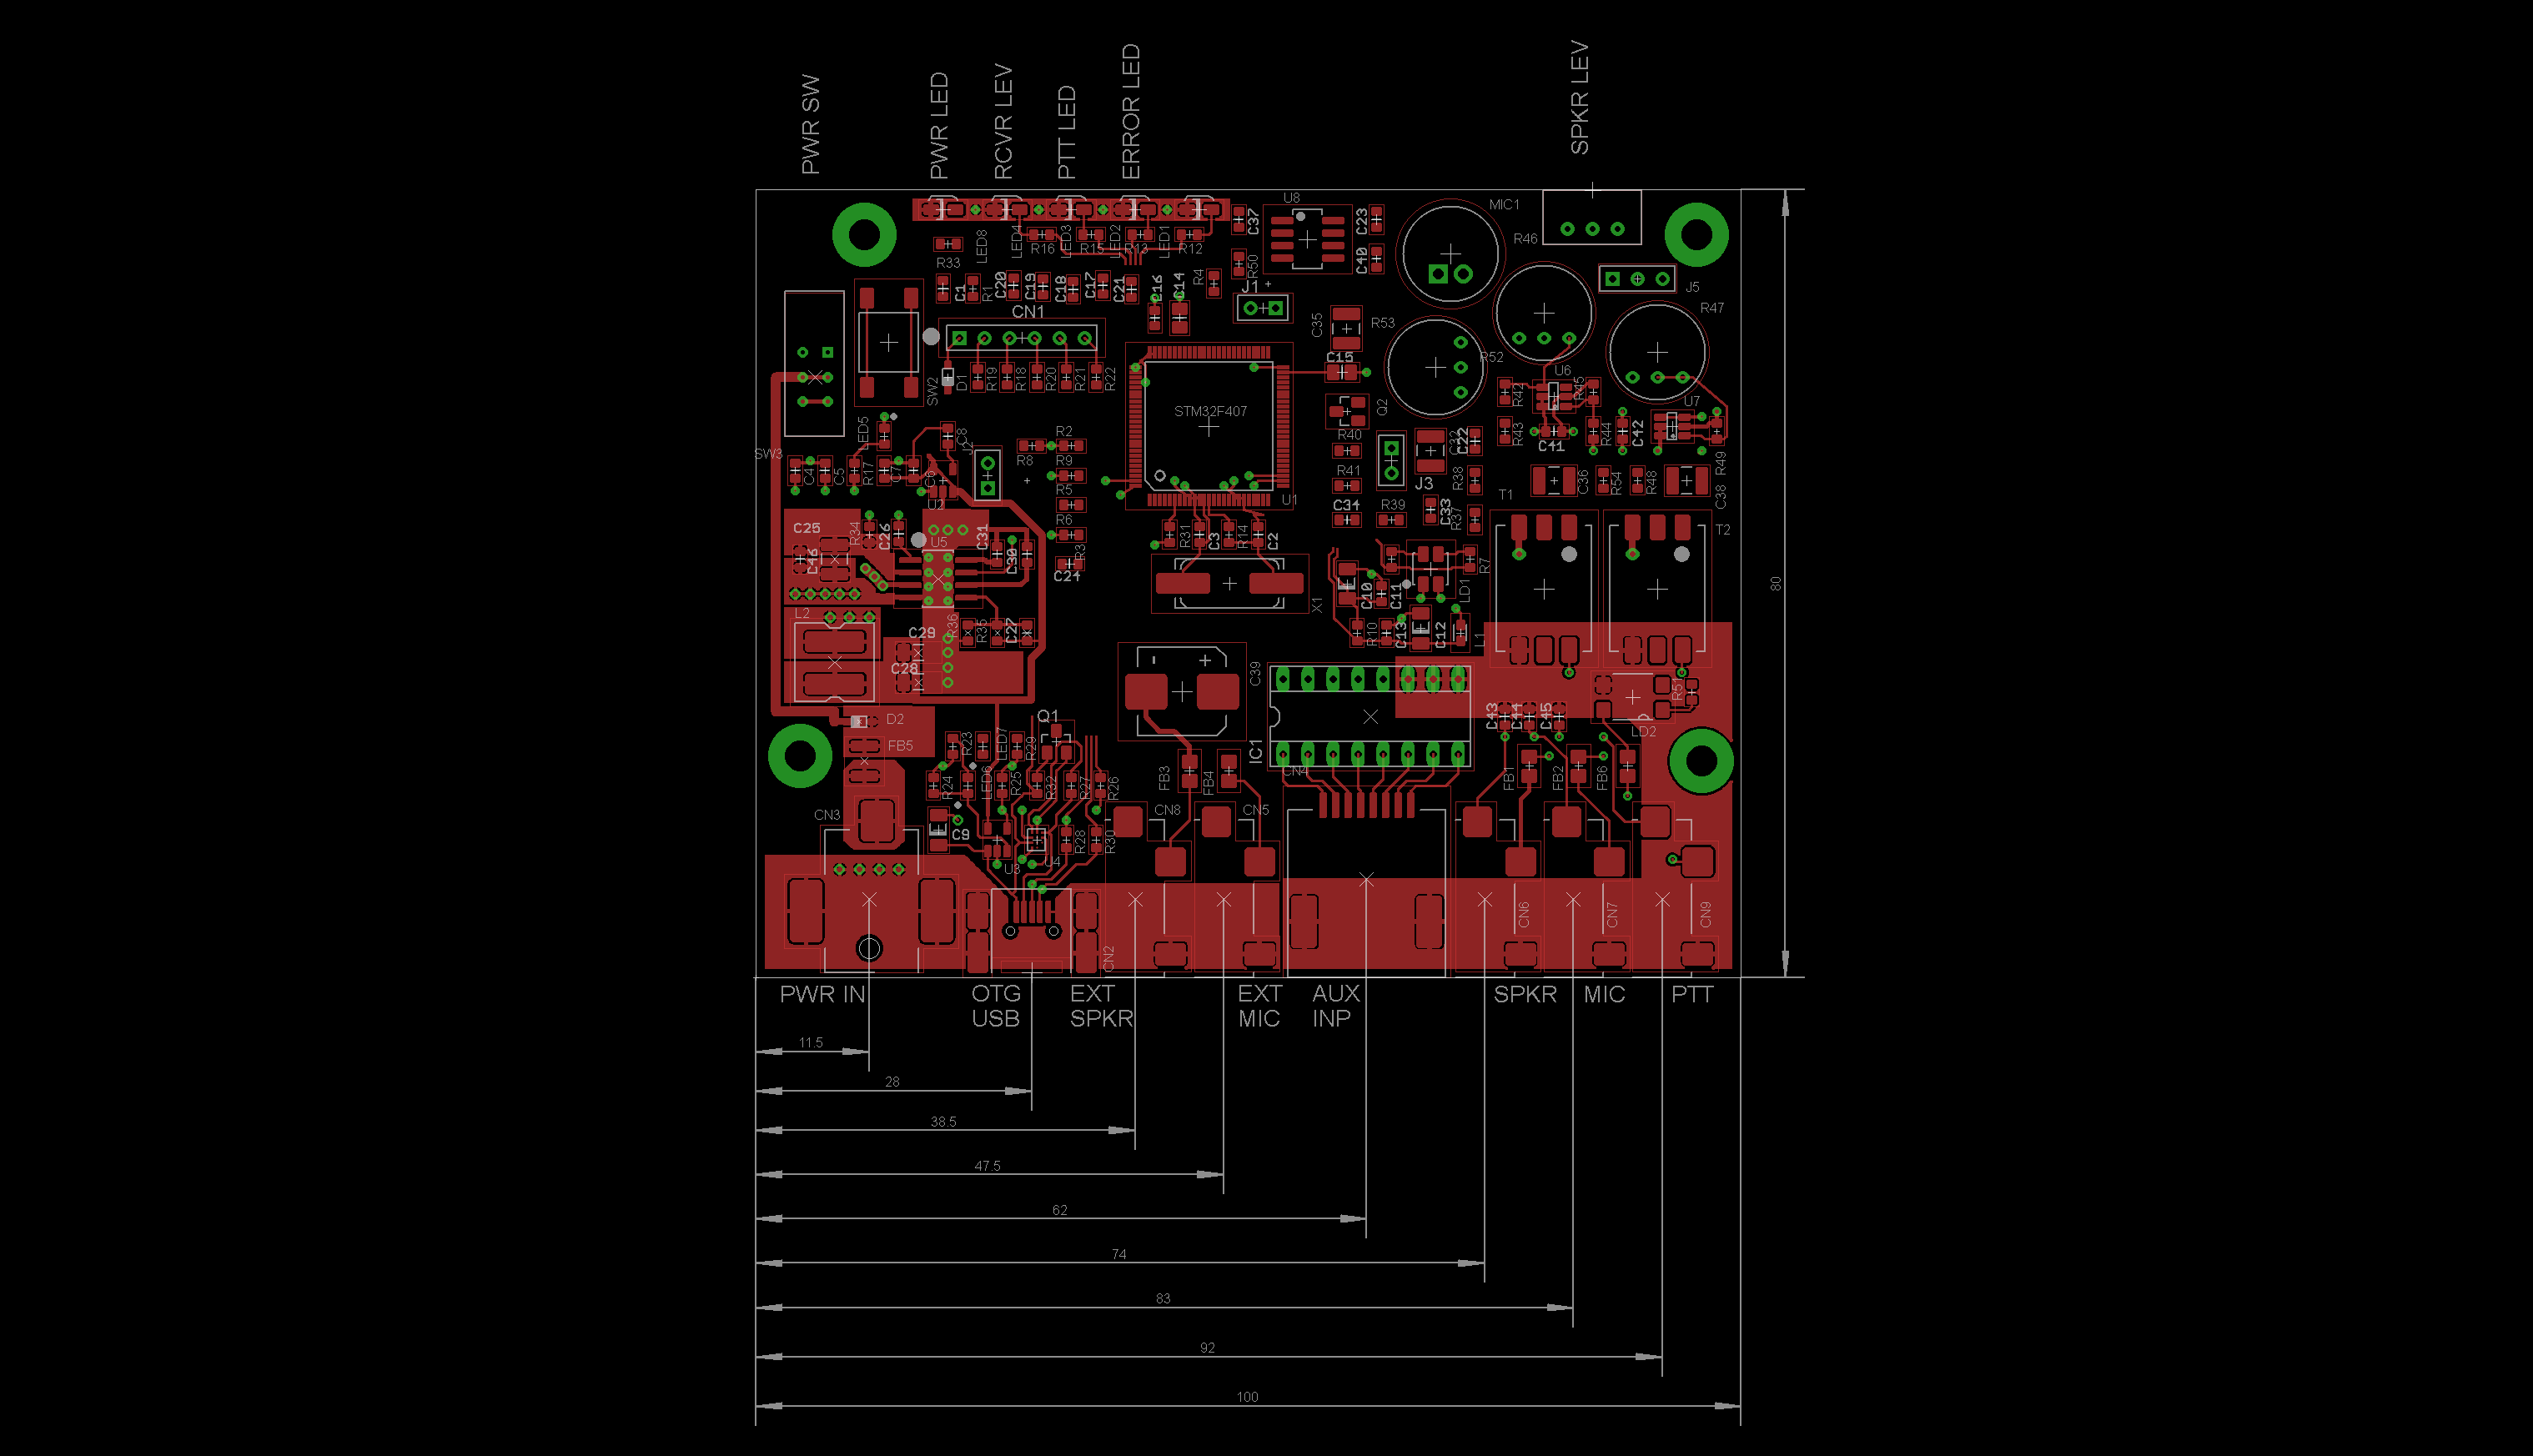 PWR SW
PWR LED
RCVR LEV
PTT LED
ERROR LED
SPKR LEV
U8
MIC1
R46
J5
R47
C37
C23
C40
R50
R33
LED8
LED4
R16
LED3
R15
LED2
R13
LED1
R12
R4
C1
R1
C20
C19
C18
C17
C21
C16
C14
J1
CN1
C35
R53
R52
C15
SW2
D1
R19
R18
R20
R21
R22
STM32F407
U1
Q2
R40
R41
C34
R39
J3
C32
C22
R38
C33
R37
R42
R43
U6
R45
C41
R44
C42
U7
R49
C36
R54
R48
C38
T1
T2
SW3
LED5
C8
J2
C4
C5
R17
C7
C6
U2
R8
R2
R9
R5
R6
R3
C24
C25
C46
R34
C26
U5
C31
C30
R31
C3
R14
C2
X1
C10
C11
LD1
R7
L2
C29
C28
R36
R35
C27
R10
C13
C12
L1
C39
IC1
CN4
C43
C44
C45
R51
LD2
D2
FB5
Q1
R23
LED7
R29
R24
LED6
R25
R32
R27
R26
FB3
FB4
FB1
FB2
FB6
CN3
C9
U3
U4
R28
R30
CN8
CN5
CN2
CN6
CN7
CN9
80
PWR IN
OTG
USB
EXT
SPKR
EXT
MIC
AUX
INP
SPKR
MIC
PTT
11.5
28
38.5
47.5
62
74
83
92
100